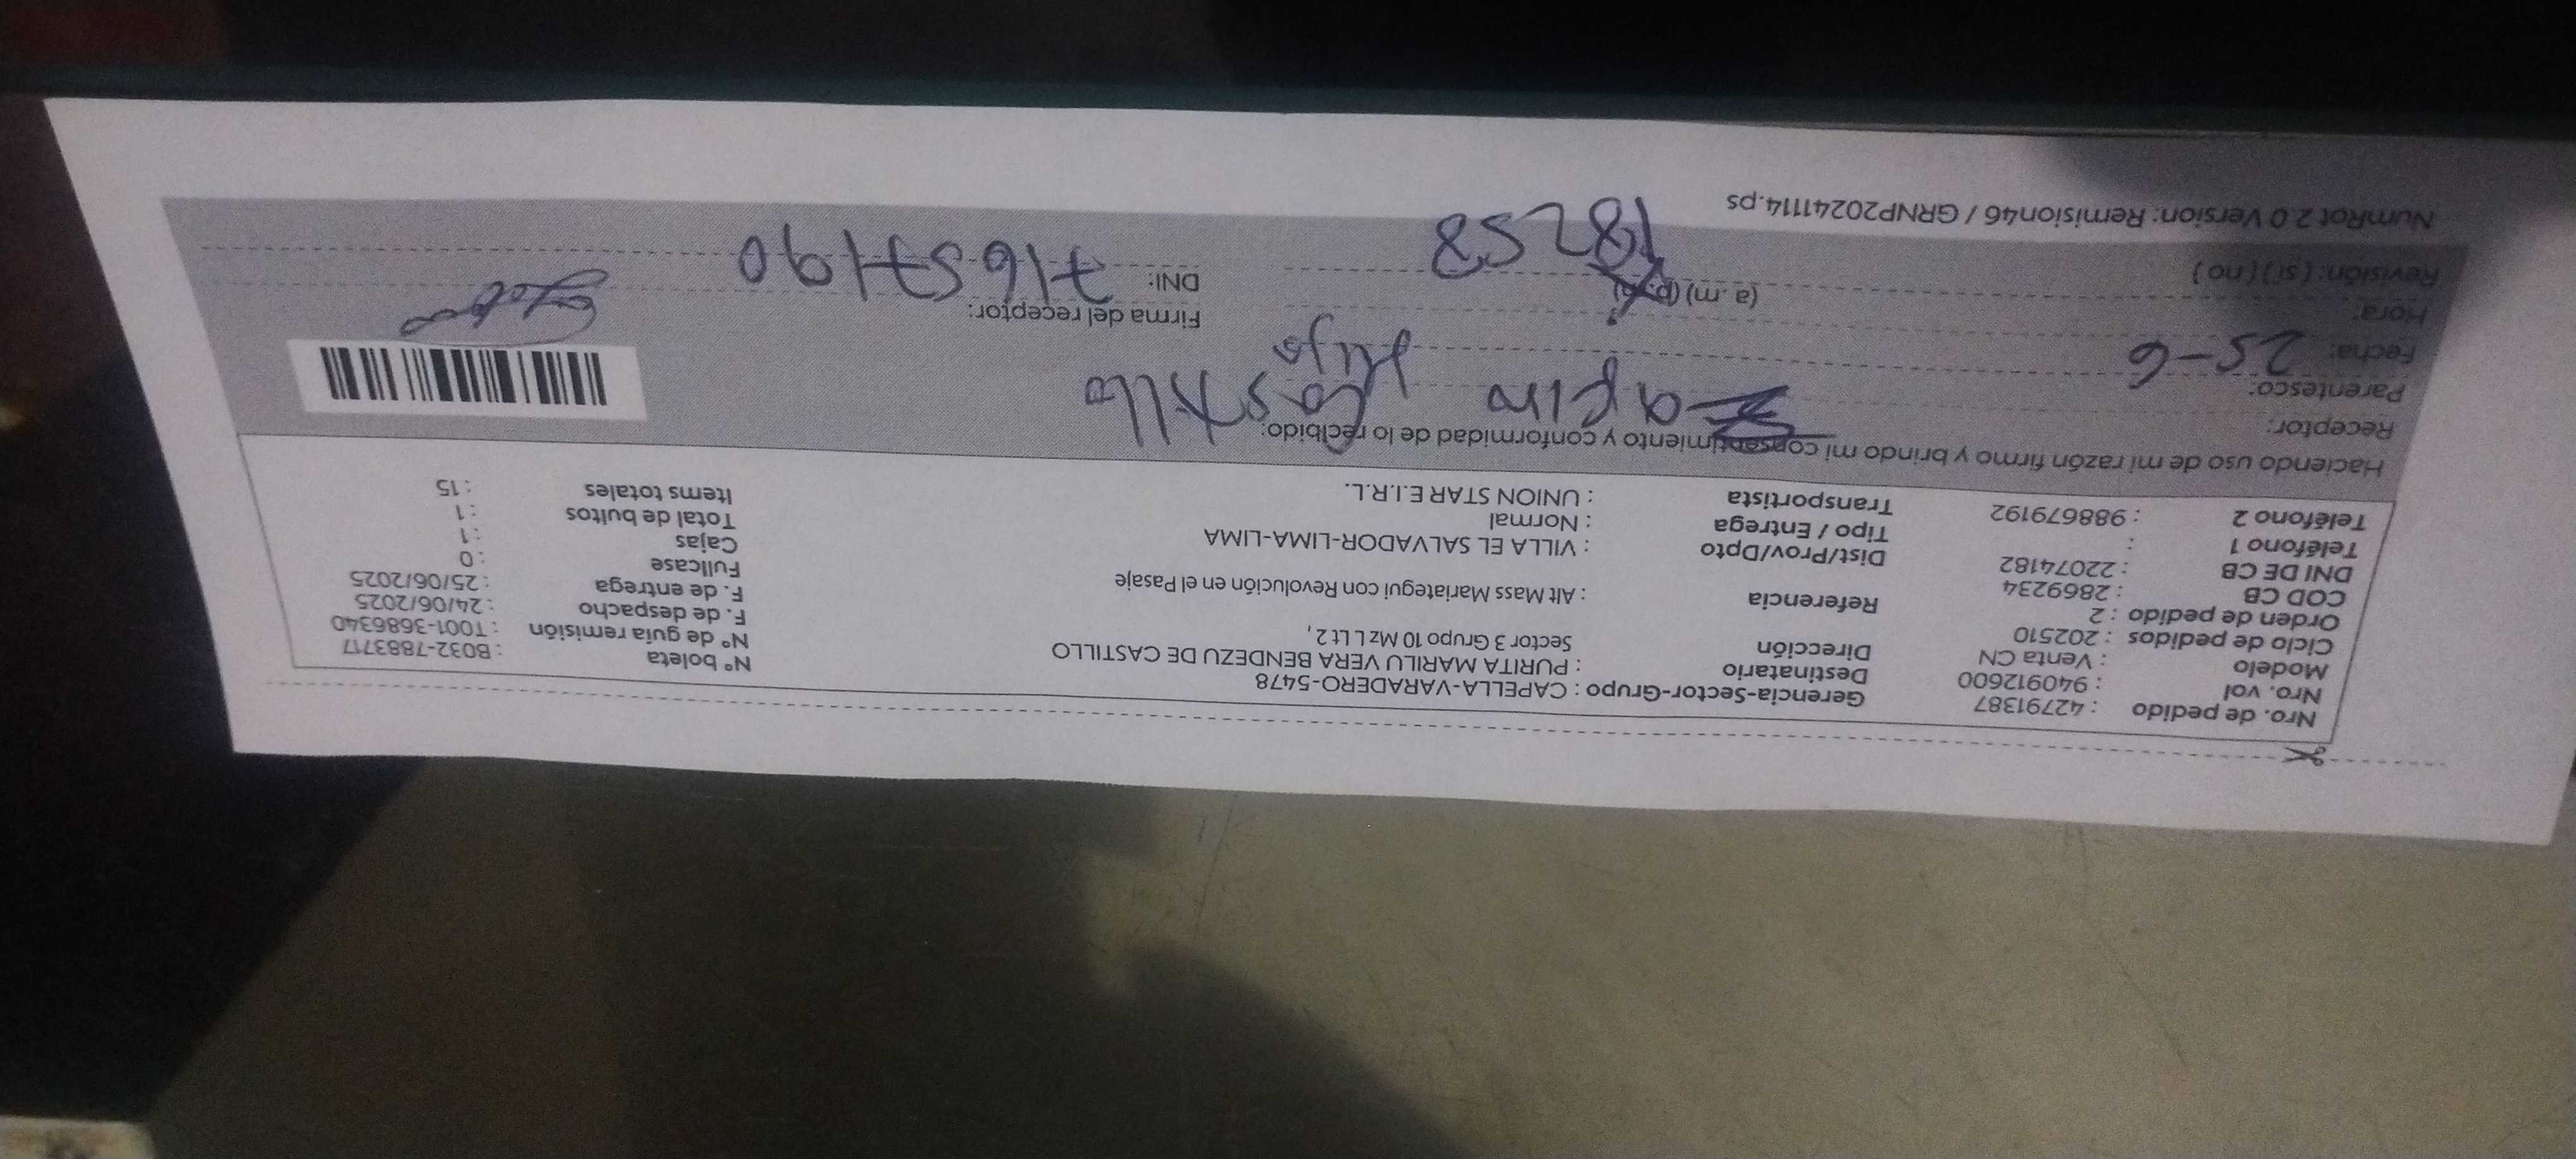 Nro. de pedido : 42791387 Gerencia-Sector-Grupo : CAPELLA-VARADERO-5478 Nº boleta : B032-7883717
Nro. vol : 940912600 Destinatario : PURITA MARILU VERA BENDEZU DE CASTILLO Nº de guía remisión : T001-3686340
Modelo : Venta CN Dirección Sector 3 Grupo 10 Mz L Lt 2, F. de despacho : 24/06/2025
Ciclo de pedidos : 202510 F. de entrega : 25/06/2025
Orden de pedido : 2 Referencia : Alt Mass Mariategui con Revolución en el Pasaje Fullcase : 0
COD CB : 2869234 Cajas : 1
DNI DE CB : 22074182 Dist/Prov/Dpto : VILLA EL SALVADOR-LIMA-LIMA Total de bultos : 1
Teléfono 1 : Tipo / Entrega : Normal Items totales : 15
Teléfono 2 : 988679192 Transportista : UNION STAR E.I.R.L.
Haciendo uso de mi razón firmo y brindo mi consentimiento y conformidad de lo recibido:
Receptor: Castillo
Parentesco: Hijo
Fecha: 25-6
Hora: (a. m) (p. m) Firma del receptor:
Revisión: ( si ) ( no ) 18258 DNI: 71657190
NumRot 2 0 Version: Remision46 / GRNP20241114.ps